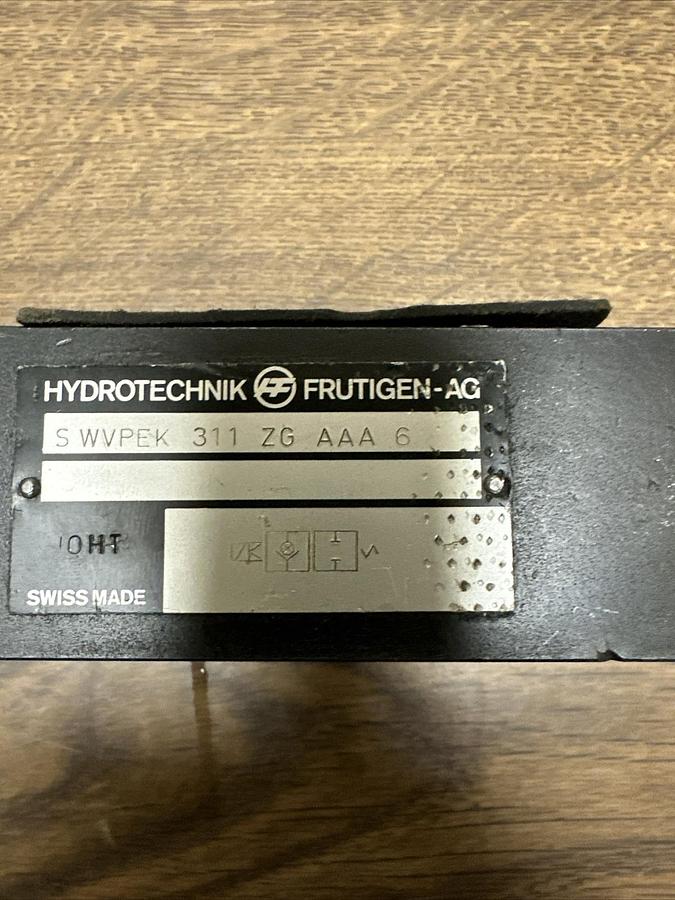 HYDROTECHNIK FRUTIGEN-AG
S WVPEK 311 ZG AAA 6
OHT
SWISS MADE